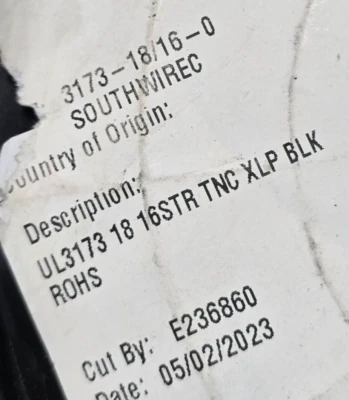 3173-18/16-0
SOUTHWIREC
Country of Origin:
Description:
UL3173 18 16STR TNC XLP BLK
ROHS
Cut By: E236860
Date: 05/02/2023